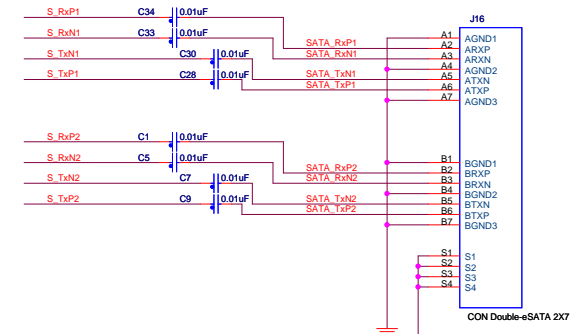 S_RxP1 C34 0.01uF J16
S_RxN1 C33 0.01uF A1 AGND1
SATA_RxP1 A2 ARXP
S_TxN1 C30 0.01uF SATA_RxN1 A3 ARXN
A4 AGND2
S_TxP1 C28 0.01uF SATA_TxN1 A5 ATXN
SATA_TxP1 A6 ATXP
A7 AGND3
S_RxP2 C1 0.01uF
S_RxN2 C5 0.01uF B1 BGND1
SATA_RxP2 B2 BRXP
S_TxN2 C7 0.01uF SATA_RxN2 B3 BRXN
B4 BGND2
S_TxP2 C9 0.01uF SATA_TxN2 B5 BTXN
SATA_TxP2 B6 BTXP
B7 BGND3
S1 S1
S2 S2
S3 S3
S4 S4
CON Double-eSATA 2X7